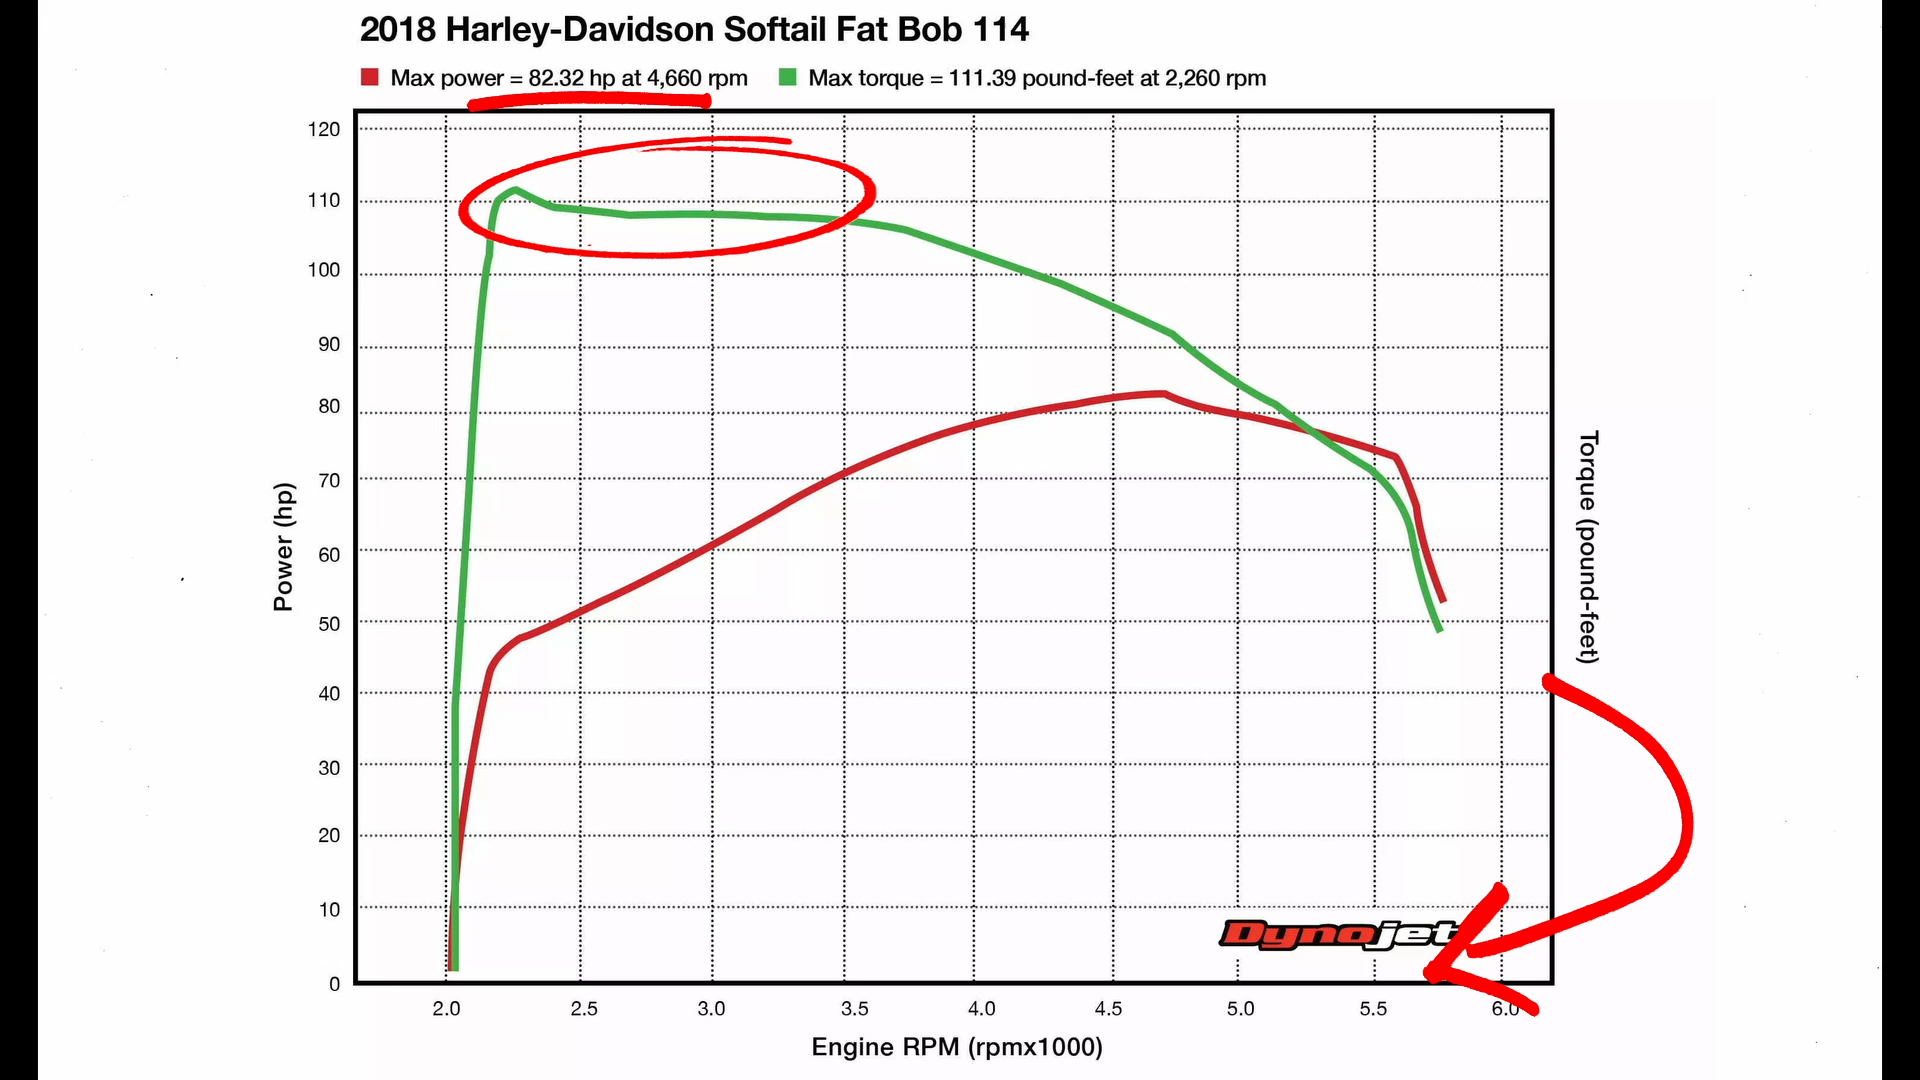 2018 Harley-Davidson Softail Fat Bob 114
Max power = 82.32 hp at 4,660 rpm Max torque = 111.39 pound-feet at 2,260 rpm
120
110
100
90
80
70
60
50
40
30
20
10
0
Power (hp)
Torque (pound-feet)
Dynojet
2.0 2.5 3.0 3.5 4.0 4.5 5.0 5.5 6.0
Engine RPM (rpmx1000)